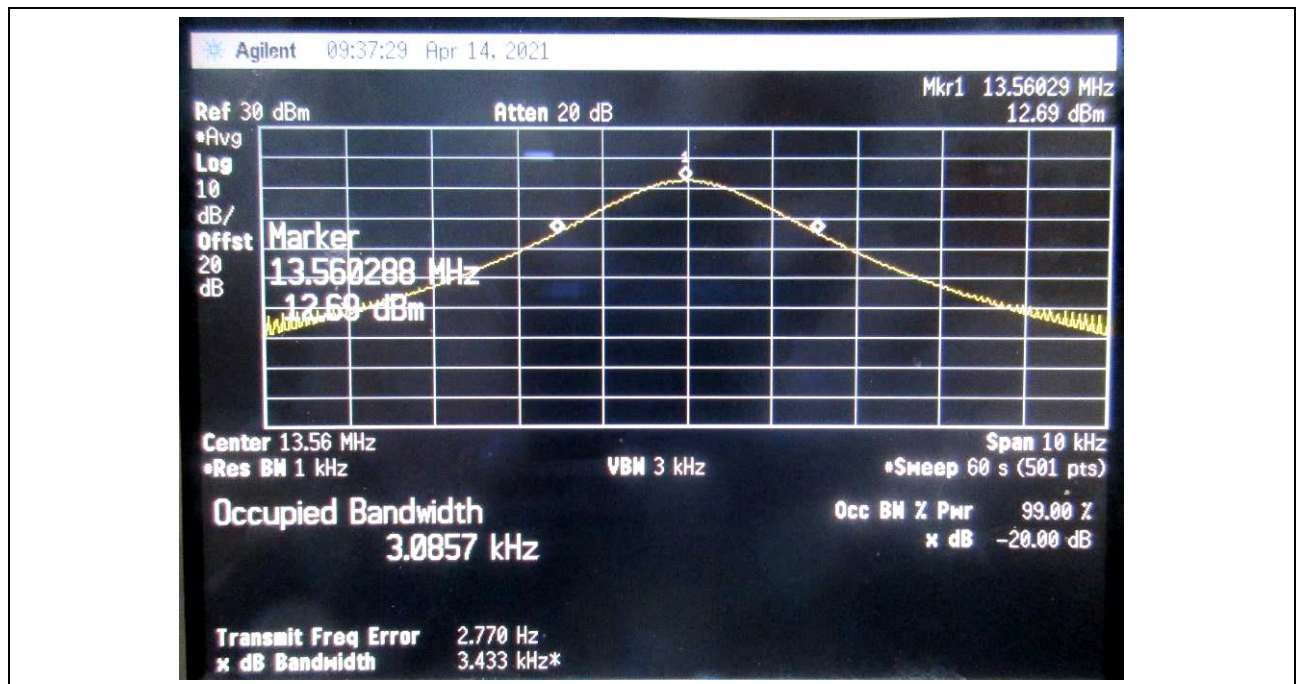 Agilent 09:37:29 Apr 14, 2021
Mkr1 13.56029 MHz
Ref 30 dBm Atten 20 dB 12.69 dBm
*Avg
Log
10
dB/
Offst
20
dB
1
Marker
13.560288 MHz
12.69 dBm
Center 13.56 MHz Span 10 kHz
*Res BW 1 kHz VBW 3 kHz *Sweep 60 s (501 pts)
Occupied Bandwidth Occ BW % Pwr 99.00 %
3.0857 kHz x dB -20.00 dB
Transmit Freq Error 2.770 Hz
x dB Bandwidth 3.433 kHz*